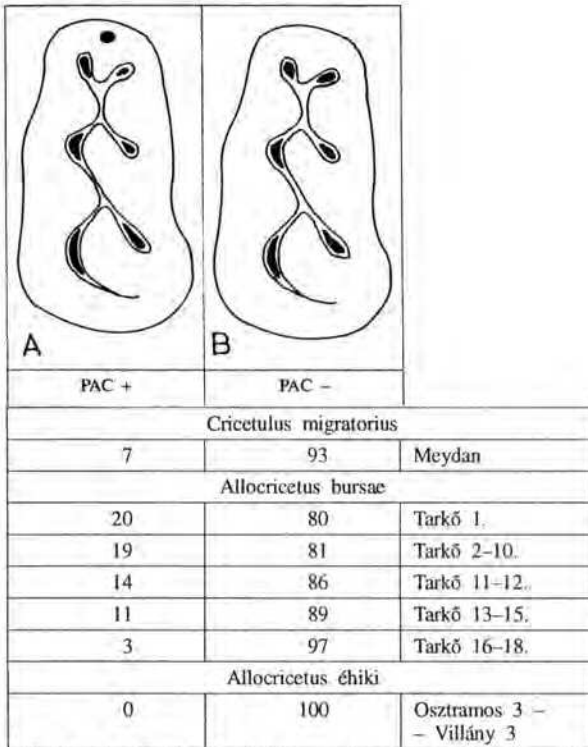 A B
PAC + PAC –
Cricetulus migratorius
7 93 Meydan
Allocricetus bursae
20 80 Tarkő 1.
19 81 Tarkő 2–10.
14 86 Tarkő 11–12.
11 89 Tarkő 13–15.
3 97 Tarkő 16–18.
Allocricetus éhiki
0 100 Osztramos 3 –
– Villány 3